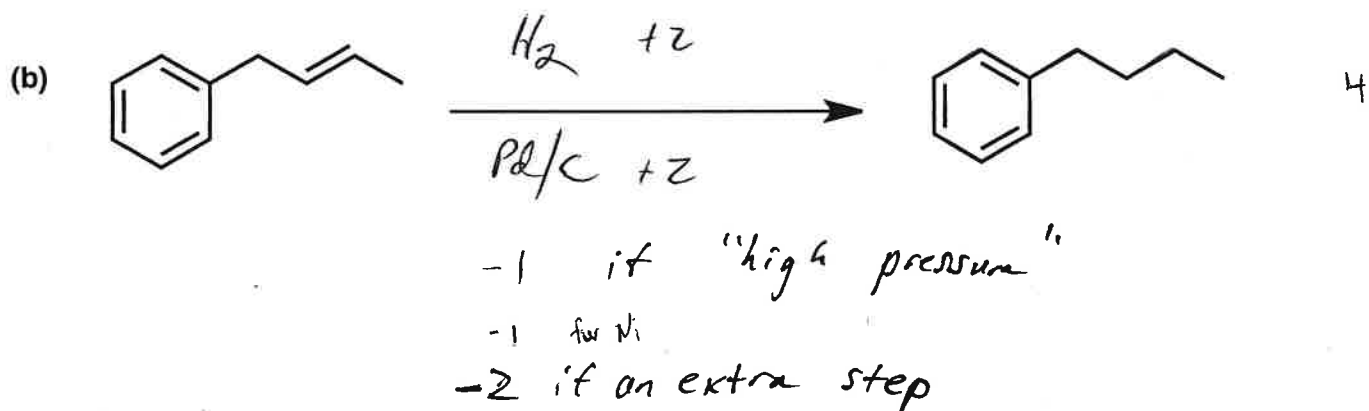 (b)
H2 +2
4
Pd/C +2
-1 if "high pressure"
-1 for Ni
-2 if an extra step